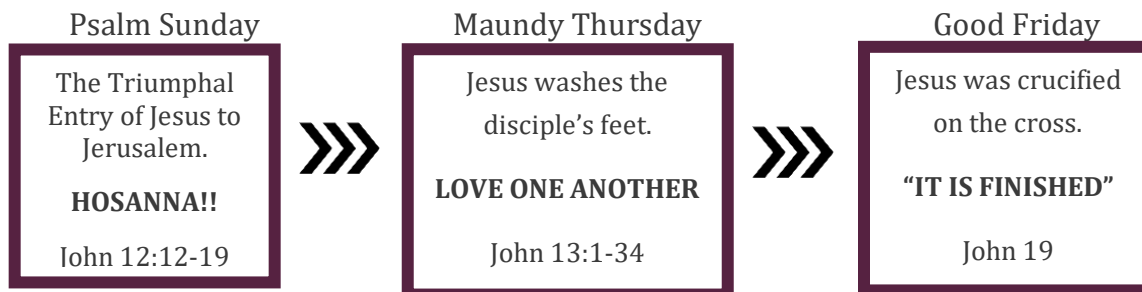 Psalm Sunday
The Triumphal
Entry of Jesus to
Jerusalem.
HOSANNA!!
John 12:12-19
Maundy Thursday
Jesus washes the
disciple’s feet.
LOVE ONE ANOTHER
John 13:1-34
Good Friday
Jesus was crucified
on the cross.
“IT IS FINISHED”
John 19